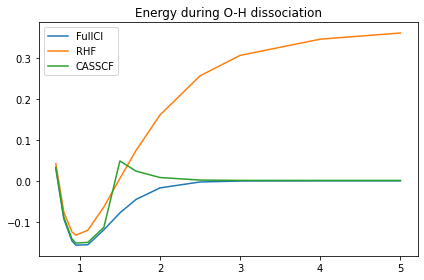 Energy during O-H dissociation
FullCI
RHF
CASSCF
0.3
0.2
0.1
0.0
−0.1
1
2
3
4
5